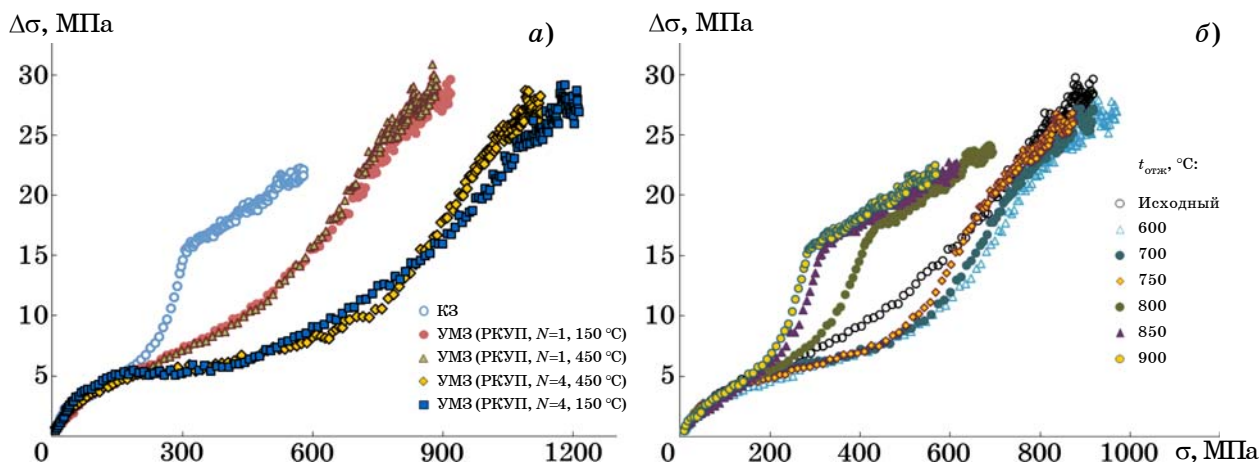 Δσ, МПа
а)
30
25
20
15
10
5
0
300
600
900
1200
КЗ
УМЗ (РКУП, N=1, 150 °С)
УМЗ (РКУП, N=1, 450 °С)
УМЗ (РКУП, N=4, 450 °С)
УМЗ (РКУП, N=4, 150 °С)
Δσ, МПа
б)
30
25
20
15
10
5
0
200
400
600
800
1000
σ, МПа
tотж, °С:
Исходный
600
700
750
800
850
900